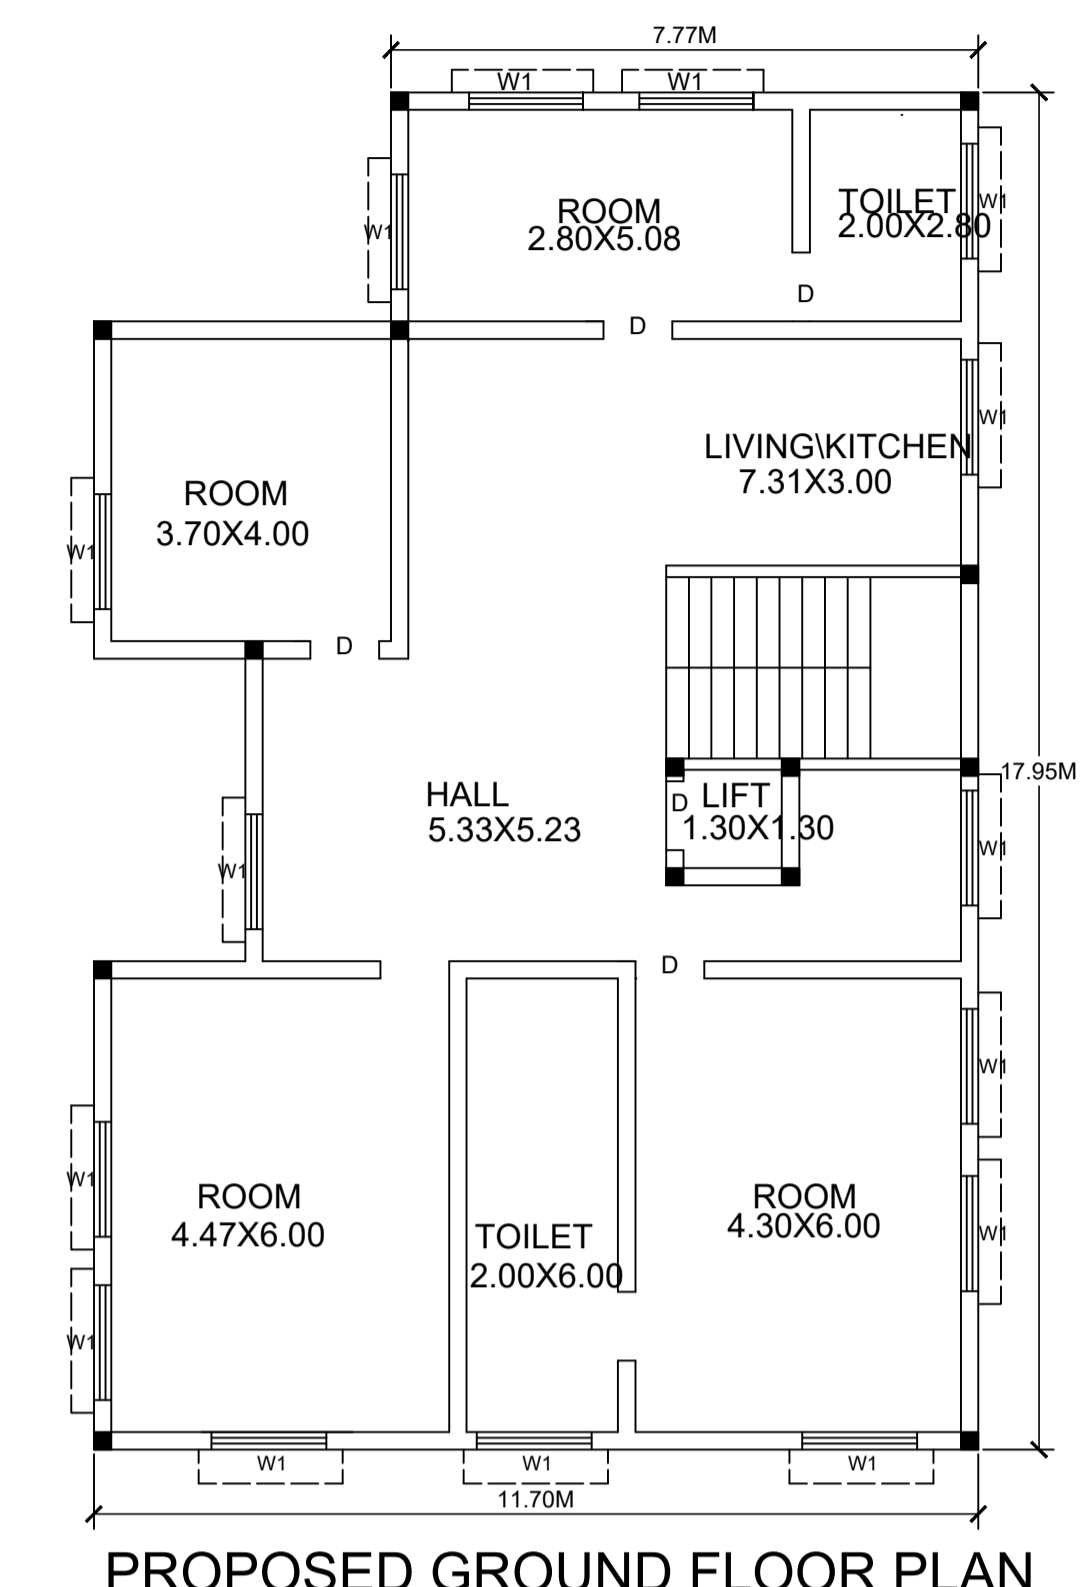 7.77M
W1
W1
ROOM
2.80X5.08
TOILET
2.00X2.80
W1
W1
D
D
W1
LIVING\KITCHEN
7.31X3.00
ROOM
3.70X4.00
W1
D
17.95M
HALL
5.33X5.23
D
LIFT
1.30X1.30
W1
W1
D
W1
ROOM
4.47X6.00
W1
TOILET
2.00X6.00
ROOM
4.30X6.00
W1
W1
W1
W1
W1
11.70M
PROPOSED GROUND FLOOR PLAN